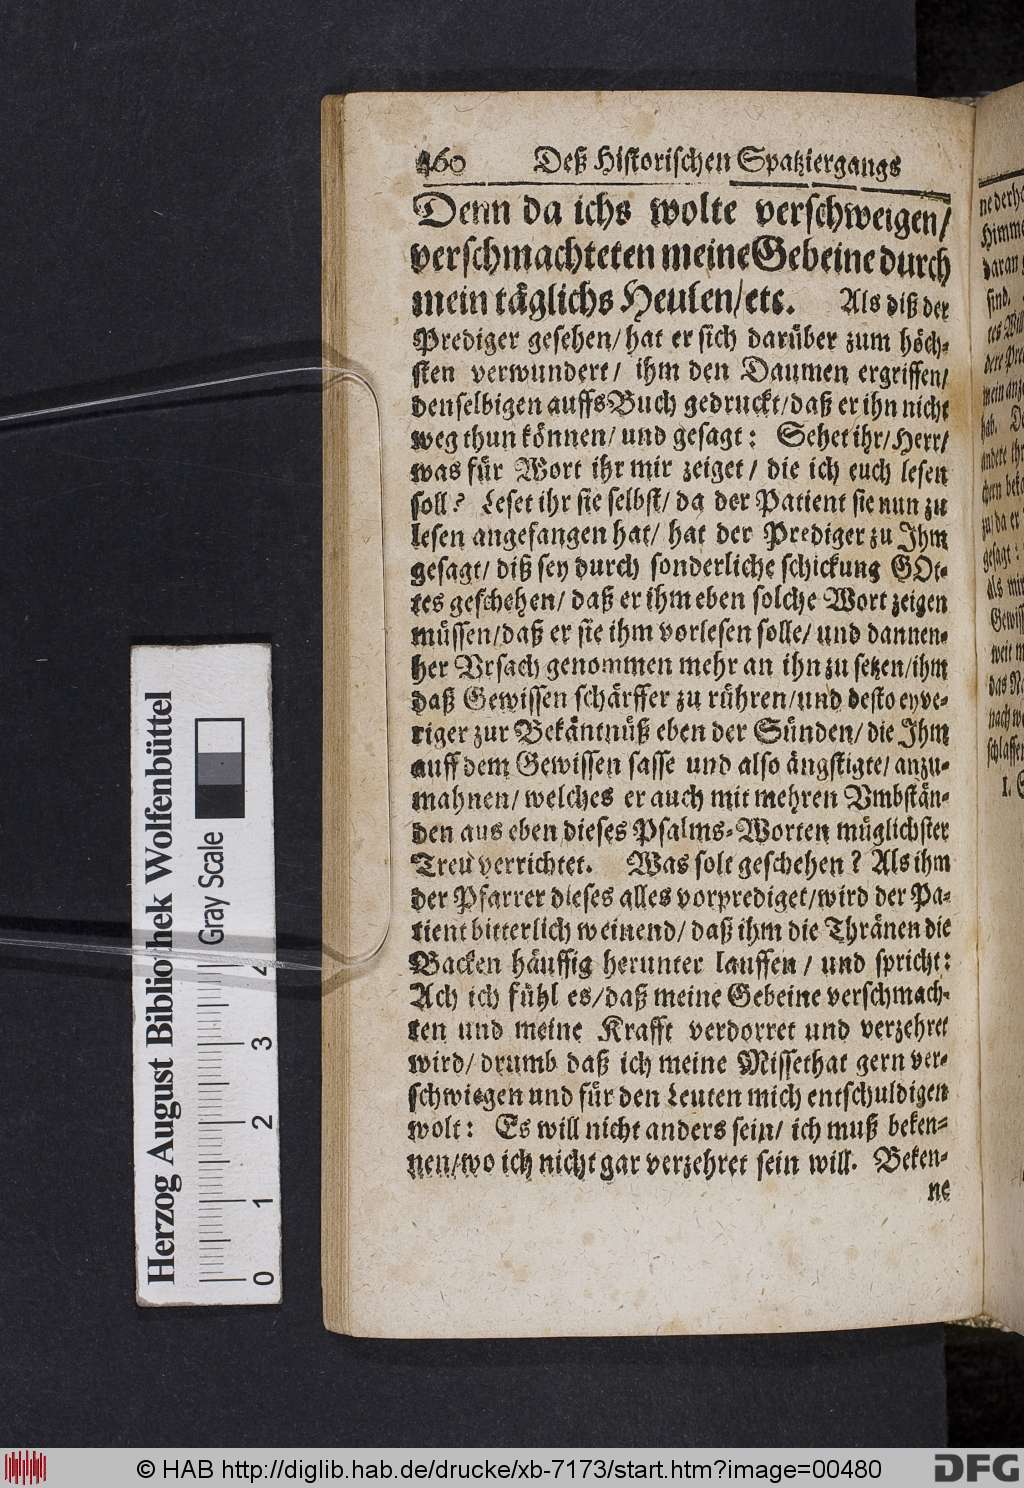 460 Deß Historischen Spatziergangs
Denn da ichs wolte verschweigen/
verschmachteten meine Gebeine durch
mein täglichs Heulen/etc. Als diß der
Prediger gesehen/ hat er sich darüber zum höch-
sten verwundert/ ihm den Daumen ergriffen/
denselbigen auffs Buch gedruckt/ daß er ihn nicht
weg thun können/ und gesagt: Sehet ihr/ Herr/
was für Wort ihr mir zeiget/ die ich euch lesen
soll? Leset ihr sie selbst/ da der Patient sie nun zu
lesen angefangen hat/ hat der Prediger zu Ihm
gesagt/ diß sey durch sonderliche schickung GOt-
tes geschehen/ daß er ihm eben solche Wort zeigen
müssen/ daß er sie ihm vorlesen solle/ und dannen-
her Vrsach genommen mehr an ihn zu setzen/ ihm
daß Gewissen schärffer zu rühren/ und desto eyve-
riger zur Bekäntnüß eben der Sünden/ die Ihm
auff dem Gewissen sasse und also ängstigte/ anzu-
mahnen/ welches er auch mit mehren Vmbstän-
den aus eben dieses Psalms-Worten müglichster
Treu verrichtet. Was solt geschehen? Als ihm
der Pfarrer dieses alles vorprediget/ wird der Pa-
tient bitterlich weinend/ daß ihm die Thränen die
Backen häuffig herunter lauffen/ und spricht:
Ach ich fühl es/ daß meine Gebeine verschmach-
ten und meine Krafft verdorret und verzehret
wird/ drumb daß ich meine Missethat gern ver-
schwiegen und für den Leuten mich entschuldigen
wolt: Es will nicht anders sein/ ich muß beken-
nen/ wo ich nicht gar verzehret sein will. Beken-
ne
Herzog August Bibliothek Wolfenbüttel
Gray Scale
0 1 2 3 4
© HAB http://diglib.hab.de/drucke/xb-7173/start.htm?image=00480
DFG